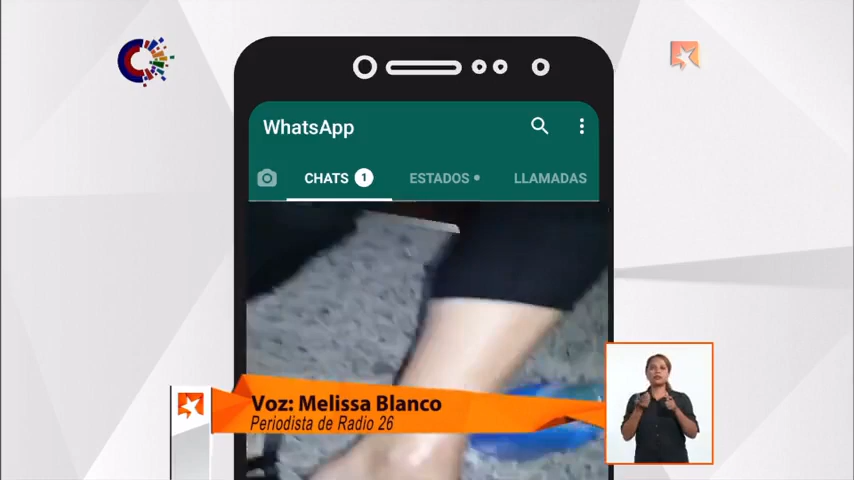 WhatsApp
CHATS 1 ESTADOS • LLAMADAS
Voz: Melissa Blanco
Periodista de Radio 26